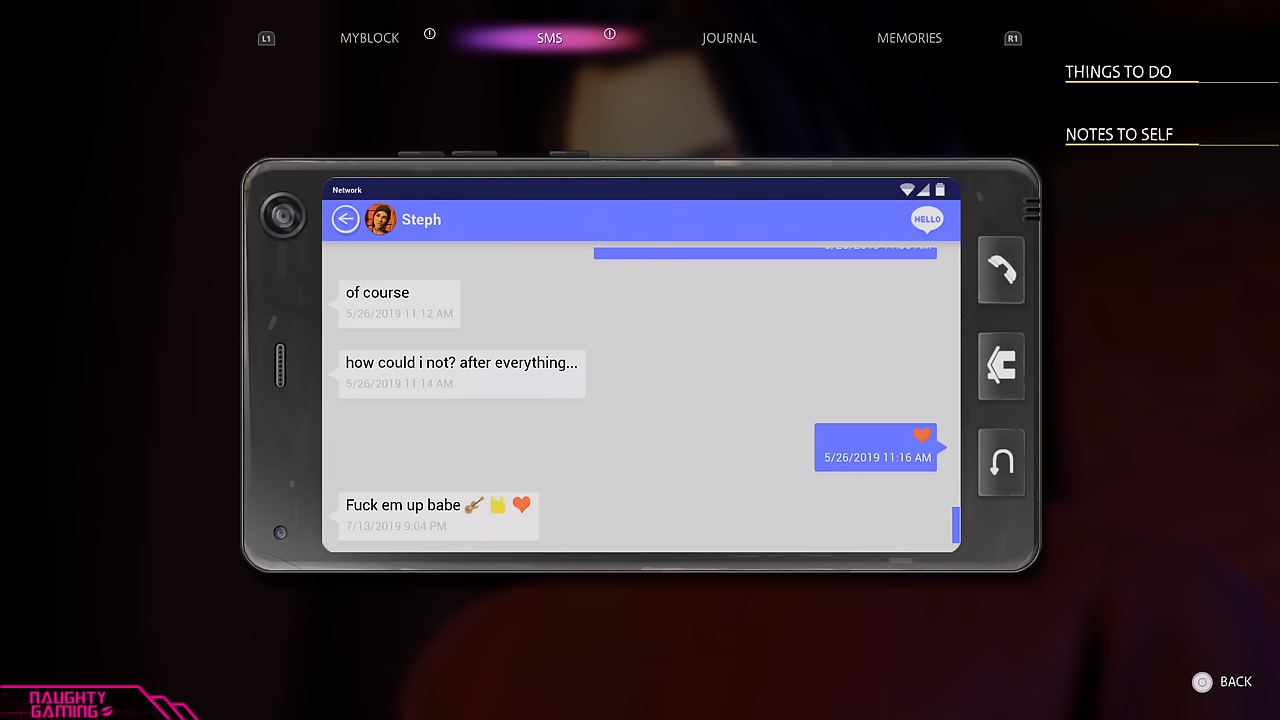 L1
MYBLOCK
SMS
JOURNAL
MEMORIES
R1
THINGS TO DO
NOTES TO SELF
Network
Steph
HELLO
of course
5/26/2019 11:12 AM
how could i not? after everything...
5/26/2019 11:14 AM
5/26/2019 11:16 AM
Fuck em up babe 🎸 🤘 ❤️
7/13/2019 9:04 PM
BACK
NAUGHTY
GAMING